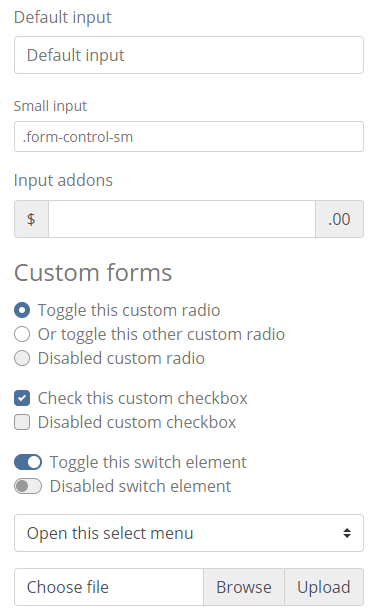 Default input
Default input
Small input
.form-control-sm
Input addons
$ .00
Custom forms
Toggle this custom radio
Or toggle this other custom radio
Disabled custom radio
Check this custom checkbox
Disabled custom checkbox
Toggle this switch element
Disabled switch element
Open this select menu
Choose file Browse Upload